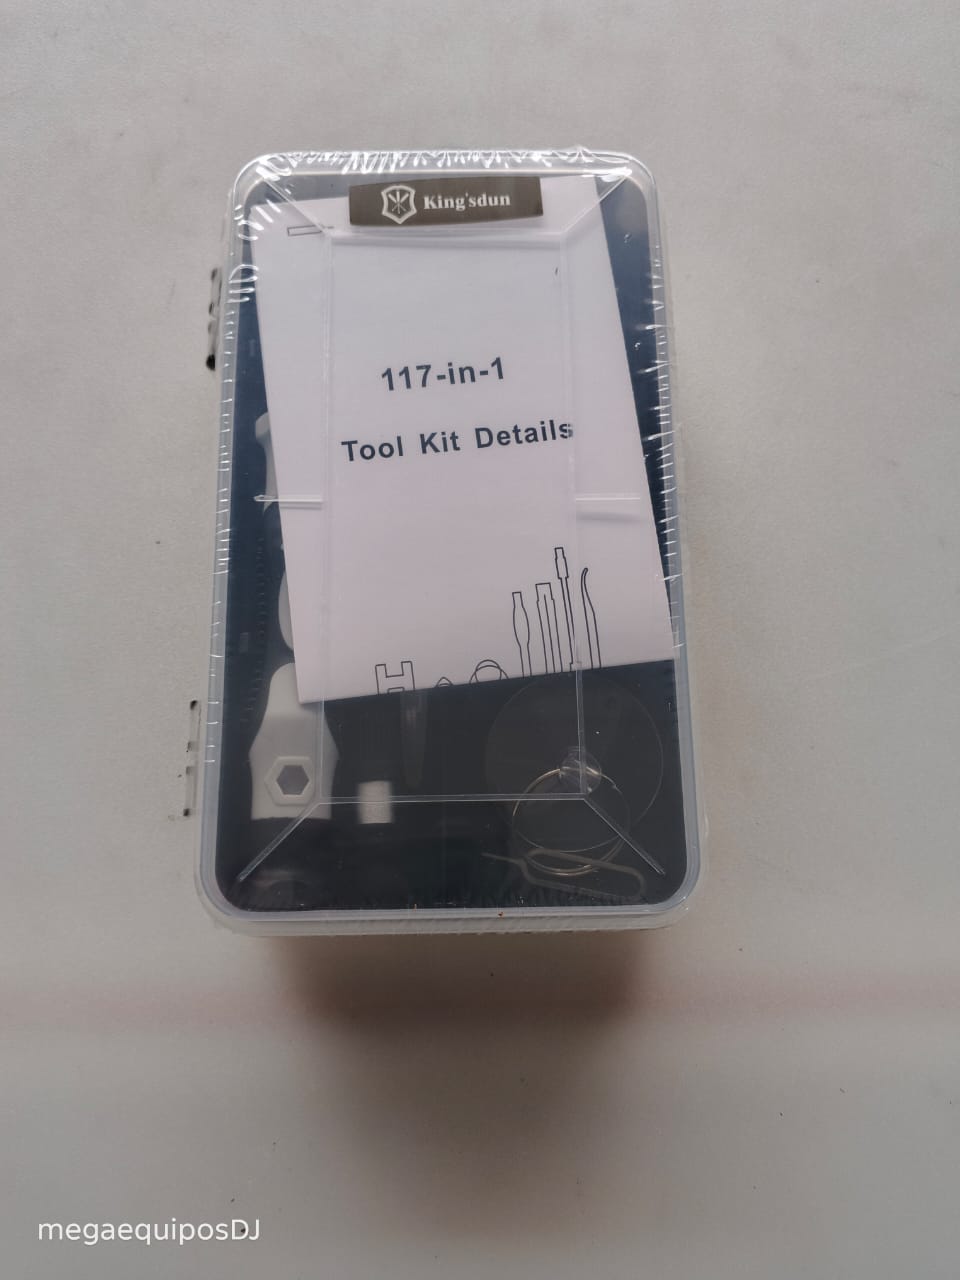 King'sdun
117-in-1
Tool Kit Details
megaequiposDJ